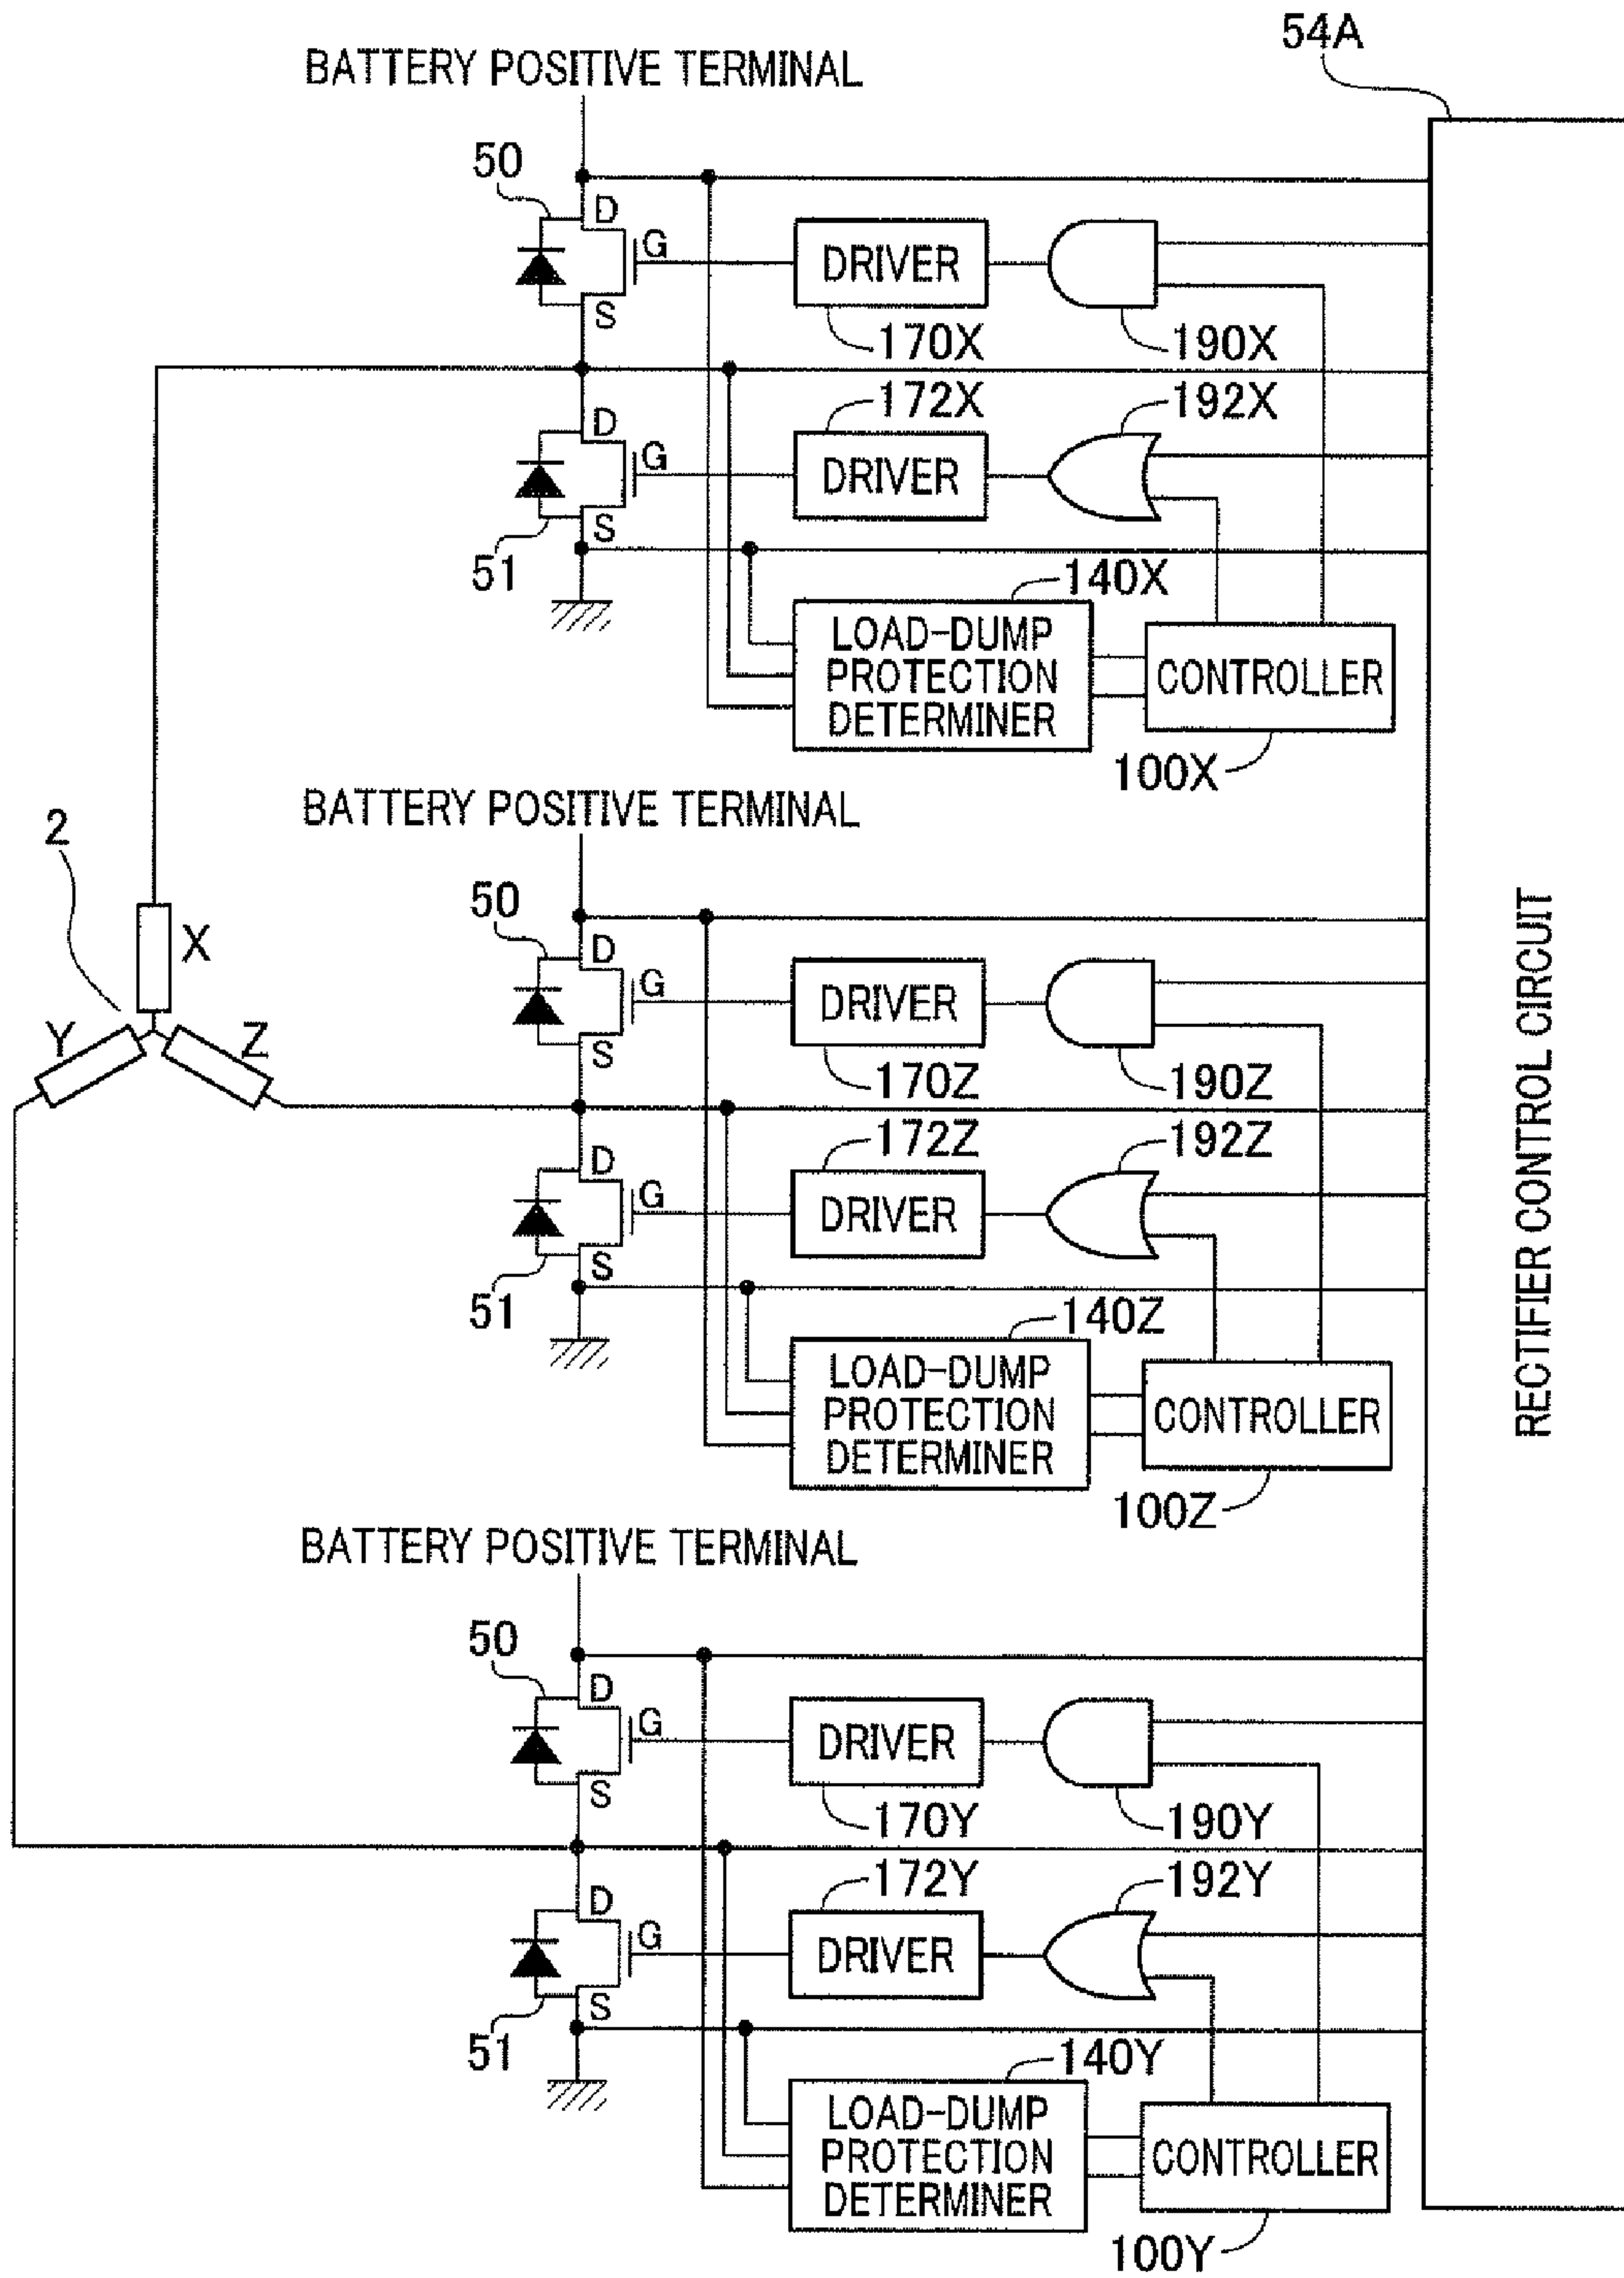 54A
BATTERY POSITIVE TERMINAL
50
D
G
DRIVER
S
170X
190X
172X
192X
D
G
DRIVER
S
51
140X
LOAD-DUMP
PROTECTION
DETERMINER
CONTROLLER
100X
BATTERY POSITIVE TERMINAL
2
50
X
D
G
DRIVER
Y
Z
S
170Z
190Z
172Z
192Z
D
G
DRIVER
S
51
140Z
LOAD-DUMP
PROTECTION
DETERMINER
CONTROLLER
100Z
RECTIFIER CONTROL CIRCUIT
BATTERY POSITIVE TERMINAL
50
D
G
DRIVER
S
170Y
190Y
172Y
192Y
D
G
DRIVER
S
51
140Y
LOAD-DUMP
PROTECTION
DETERMINER
CONTROLLER
100Y